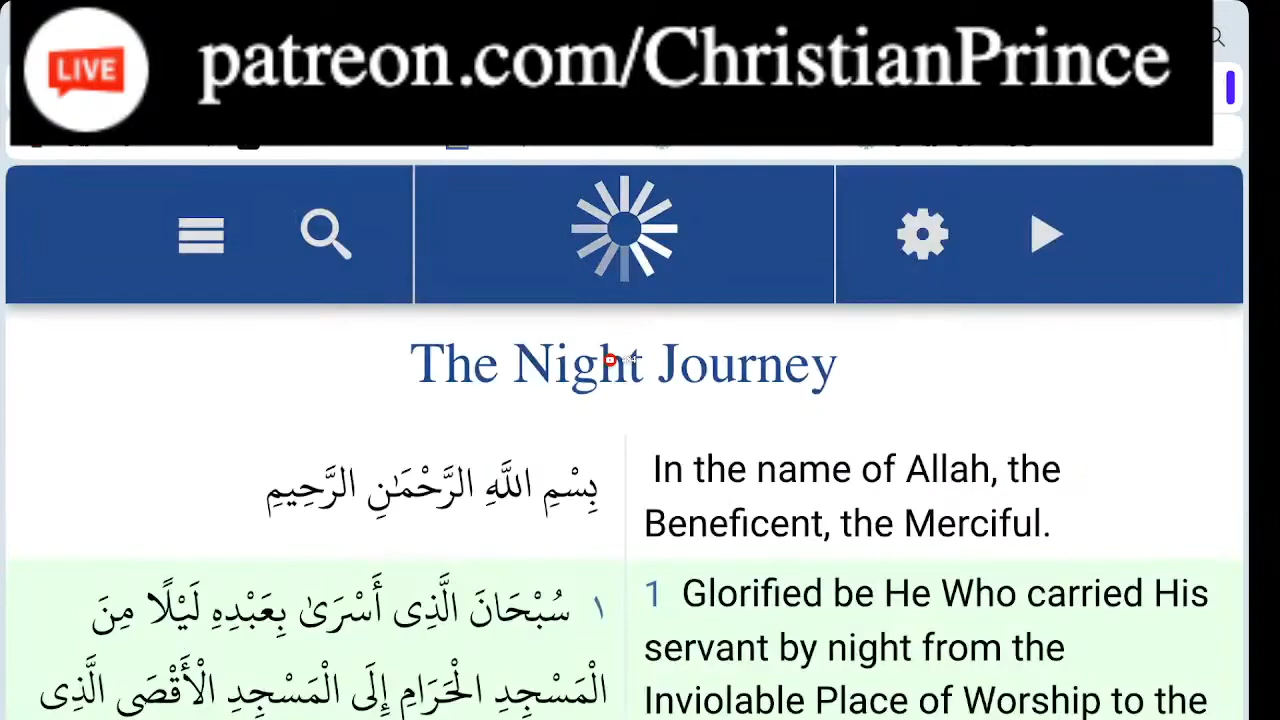 LIVE
patreon.com/ChristianPrince
The Night Journey
بِسْمِ اللَّهِ الرَّحْمَـٰنِ الرَّحِيمِ
In the name of Allah, the
Beneficent, the Merciful.
١ سُبْحَانَ الَّذِى أَسْرَىٰ بِعَبْدِهِ لَيْلًا مِنَ
الْمَسْجِدِ الْحَرَامِ إِلَى الْمَسْجِدِ الْأَقْصَى الَّذِى
1 Glorified be He Who carried His
servant by night from the
Inviolable Place of Worship to the